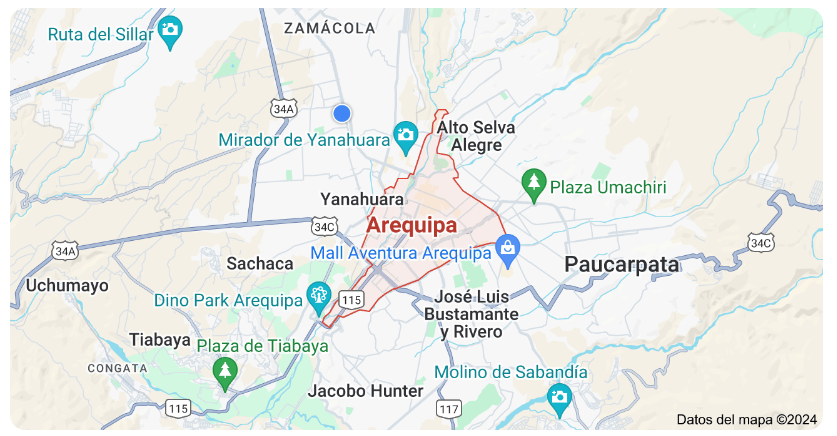 ZAMÁCOLA
Ruta del Sillar
34A
Mirador de Yanahuara
Alto Selva
Alegre
Plaza Umachiri
Yanahuara
Arequipa
34C
34C
34A
Mall Aventura Arequipa
Sachaca
Paucarpata
Uchumayo
Dino Park Arequipa
115
José Luis
Bustamante
y Rivero
Tiabaya
Plaza de Tiabaya
CONGATA
Molino de Sabandía
Jacobo Hunter
115
117
Datos del mapa ©2024